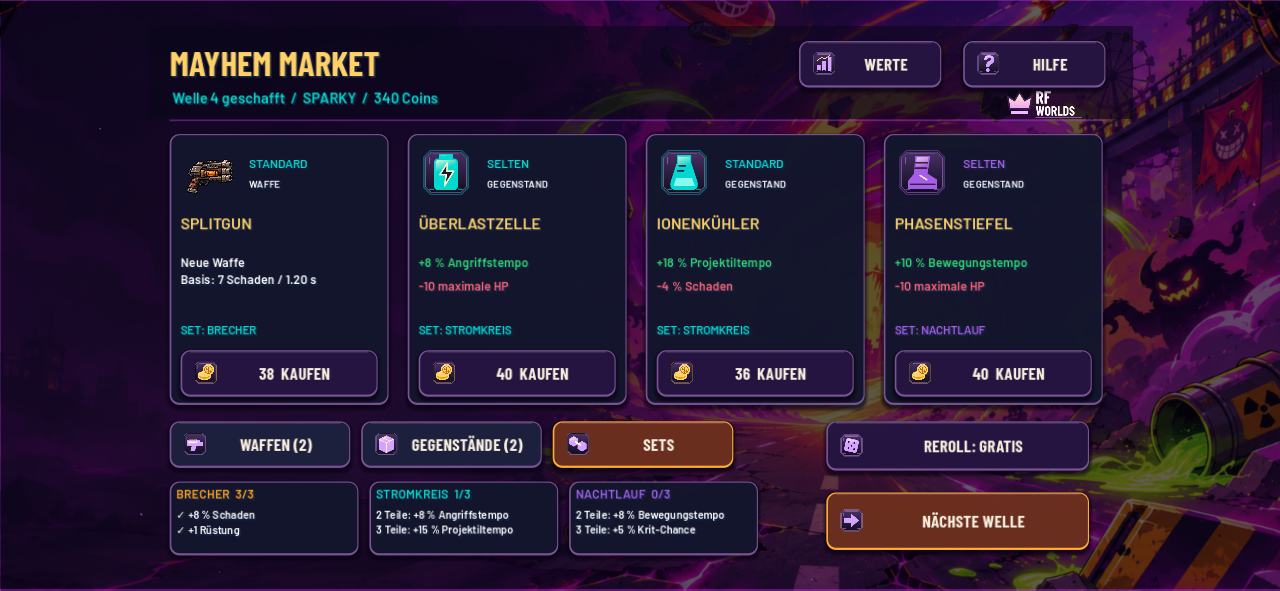 MAYHEM MARKET
Welle 4 geschafft / SPARKY / 340 Coins
WERTE
HILFE
RF
WORLDS
STANDARD
WAFFE
SPLITGUN
Neue Waffe
Basis: 7 Schaden / 1.20 s
SET: BRECHER
38 KAUFEN
SELTEN
GEGENSTAND
ÜBERLASTZELLE
+8 % Angriffstempo
-10 maximale HP
SET: STROMKREIS
40 KAUFEN
STANDARD
GEGENSTAND
IONENKÜHLER
+18 % Projektiltempo
-4 % Schaden
SET: STROMKREIS
36 KAUFEN
SELTEN
GEGENSTAND
PHASENSTIEFEL
+10 % Bewegungstempo
-10 maximale HP
SET: NACHTLAUF
40 KAUFEN
WAFFEN (2)
GEGENSTÄNDE (2)
SETS
REROLL: GRATIS
BRECHER 3/3
✓ +8 % Schaden
✓ +1 Rüstung
STROMKREIS 1/3
2 Teile: +8 % Angriffstempo
3 Teile: +15 % Projektiltempo
NACHTLAUF 0/3
2 Teile: +8 % Bewegungstempo
3 Teile: +5 % Krit-Chance
NÄCHSTE WELLE